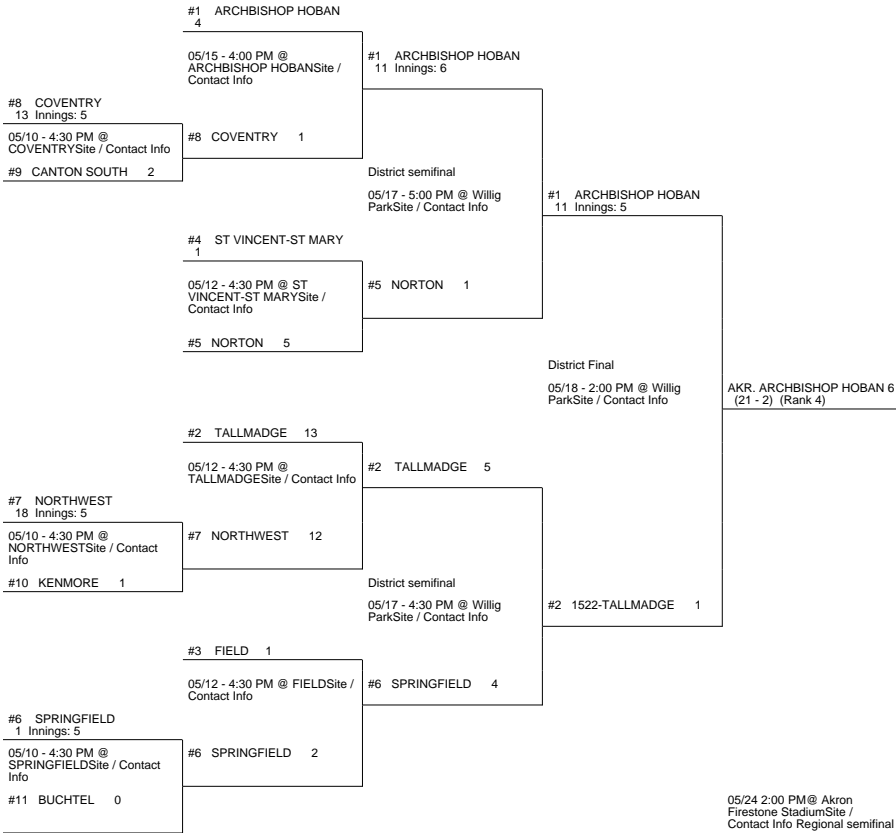 #1 ARCHBISHOP HOBAN
4
05/15 - 4:00 PM @
ARCHBISHOP HOBANSite /
Contact Info
#8 COVENTRY
13 Innings: 5
05/10 - 4:30 PM @
COVENTRYSite / Contact Info
#9 CANTON SOUTH 2
#8 COVENTRY 1
#1 ARCHBISHOP HOBAN
11 Innings: 6
District semifinal
05/17 - 5:00 PM @ Willig
ParkSite / Contact Info
#4 ST VINCENT-ST MARY
1
05/12 - 4:30 PM @ ST
VINCENT-ST MARYSite /
Contact Info
#5 NORTON 5
#5 NORTON 1
#1 ARCHBISHOP HOBAN
11 Innings: 5
District Final
05/18 - 2:00 PM @ Willig
ParkSite / Contact Info
AKR. ARCHBISHOP HOBAN 6
(21 - 2) (Rank 4)
#2 TALLMADGE 13
05/12 - 4:30 PM @
TALLMADGESite / Contact Info
#7 NORTHWEST
18 Innings: 5
05/10 - 4:30 PM @
NORTHWESTSite / Contact
Info
#10 KENMORE 1
#7 NORTHWEST 12
#2 TALLMADGE 5
District semifinal
05/17 - 4:30 PM @ Willig
ParkSite / Contact Info
#2 1522-TALLMADGE 1
#3 FIELD 1
05/12 - 4:30 PM @ FIELDSite /
Contact Info
#6 SPRINGFIELD 4
#6 SPRINGFIELD
1 Innings: 5
05/10 - 4:30 PM @
SPRINGFIELDSite / Contact
Info
#11 BUCHTEL 0
#6 SPRINGFIELD 2
05/24 2:00 PM@ Akron
Firestone StadiumSite /
Contact Info Regional semifinal